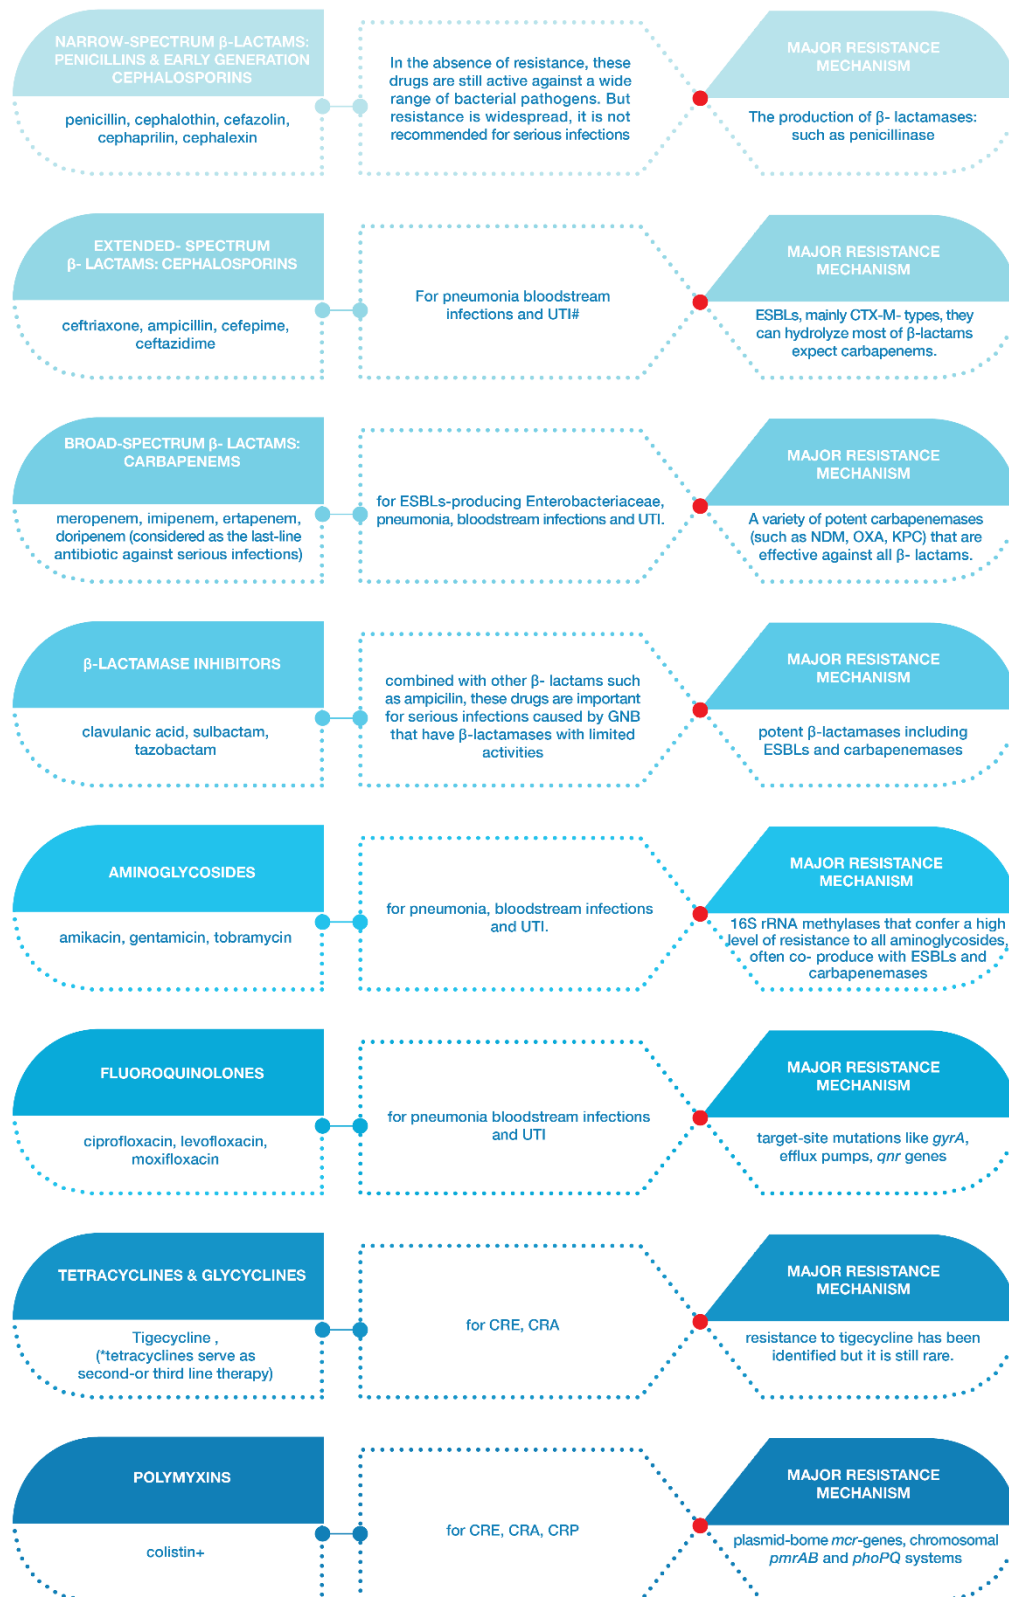 NARROW-SPECTRUM β-LACTAMS:
PENICILLINS & EARLY GENERATION
CEPHALOSPORINS
penicillin, cephalothin, cefazolin,
cephaprilin, cephalexin
In the absence of resistance, these
drugs are still active against a wide
range of bacterial pathogens. But
resistance is widespread, it is not
recommended for serious infections
MAJOR RESISTANCE
MECHANISM
The production of β- lactamases:
such as penicillinase
EXTENDED- SPECTRUM
β- LACTAMS: CEPHALOSPORINS
ceftriaxone, ampicillin, cefepime,
ceftazidime
For pneumonia bloodstream
infections and UTI#
MAJOR RESISTANCE
MECHANISM
ESBLs, mainly CTX-M- types, they
can hydrolyze most of β-lactams
expect carbapenems.
BROAD-SPECTRUM β- LACTAMS:
CARBAPENEMS
meropenem, imipenem, ertapenem,
doripenem (considered as the last-line
antibiotic against serious infections)
for ESBLs-producing Enterobacteriaceae,
pneumonia, bloodstream infections and UTI.
MAJOR RESISTANCE
MECHANISM
A variety of potent carbapenemases
(such as NDM, OXA, KPC) that are
effective against all β- lactams.
β-LACTAMASE INHIBITORS
clavulanic acid, sulbactam,
tazobactam
combined with other β- lactams such
as ampicilin, these drugs are important
for serious infections caused by GNB
that have β-lactamases with limited
activities
MAJOR RESISTANCE
MECHANISM
potent β-lactamases including
ESBLs and carbapenemases
AMINOGLYCOSIDES
amikacin, gentamicin, tobramycin
for pneumonia, bloodstream infections
and UTI.
MAJOR RESISTANCE
MECHANISM
16S rRNA methylases that confer a high
level of resistance to all aminoglycosides,
often co- produce with ESBLs and
carbapenemases
FLUOROQUINOLONES
ciprofloxacin, levofloxacin,
moxifloxacin
for pneumonia bloodstream infections
and UTI
MAJOR RESISTANCE
MECHANISM
target-site mutations like gyrA,
efflux pumps, qnr genes
TETRACYCLINES & GLYCYCLINES
Tigecycline ,
(*tetracyclines serve as
second-or third line therapy)
for CRE, CRA
MAJOR RESISTANCE
MECHANISM
resistance to tigecycline has been
identified but it is still rare.
POLYMYXINS
colistin+
for CRE, CRA, CRP
MAJOR RESISTANCE
MECHANISM
plasmid-borne mcr-genes, chromosomal
pmrAB and phoPQ systems